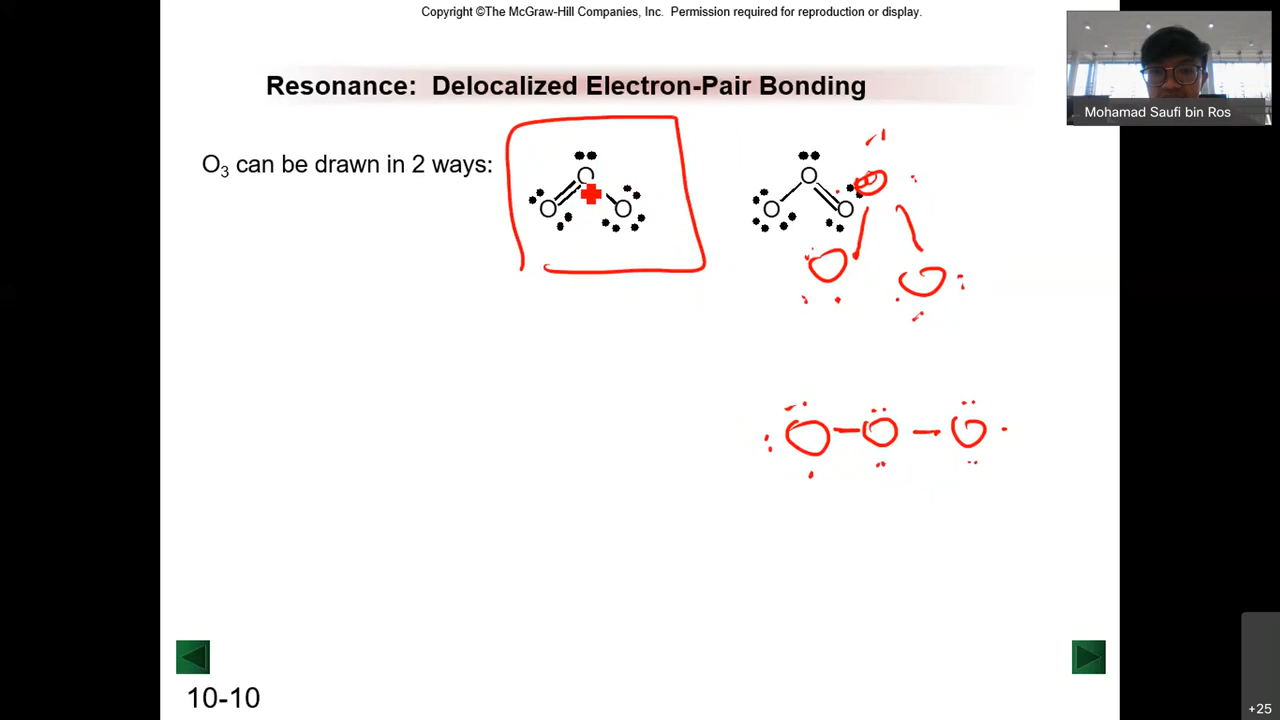 Copyright ©The McGraw-Hill Companies, Inc. Permission required for reproduction or display.
Resonance: Delocalized Electron-Pair Bonding
Mohamad Saufi bin Ros
O₃ can be drawn in 2 ways:
O O
O O O O
O
O O
O - O - O
10-10
+25